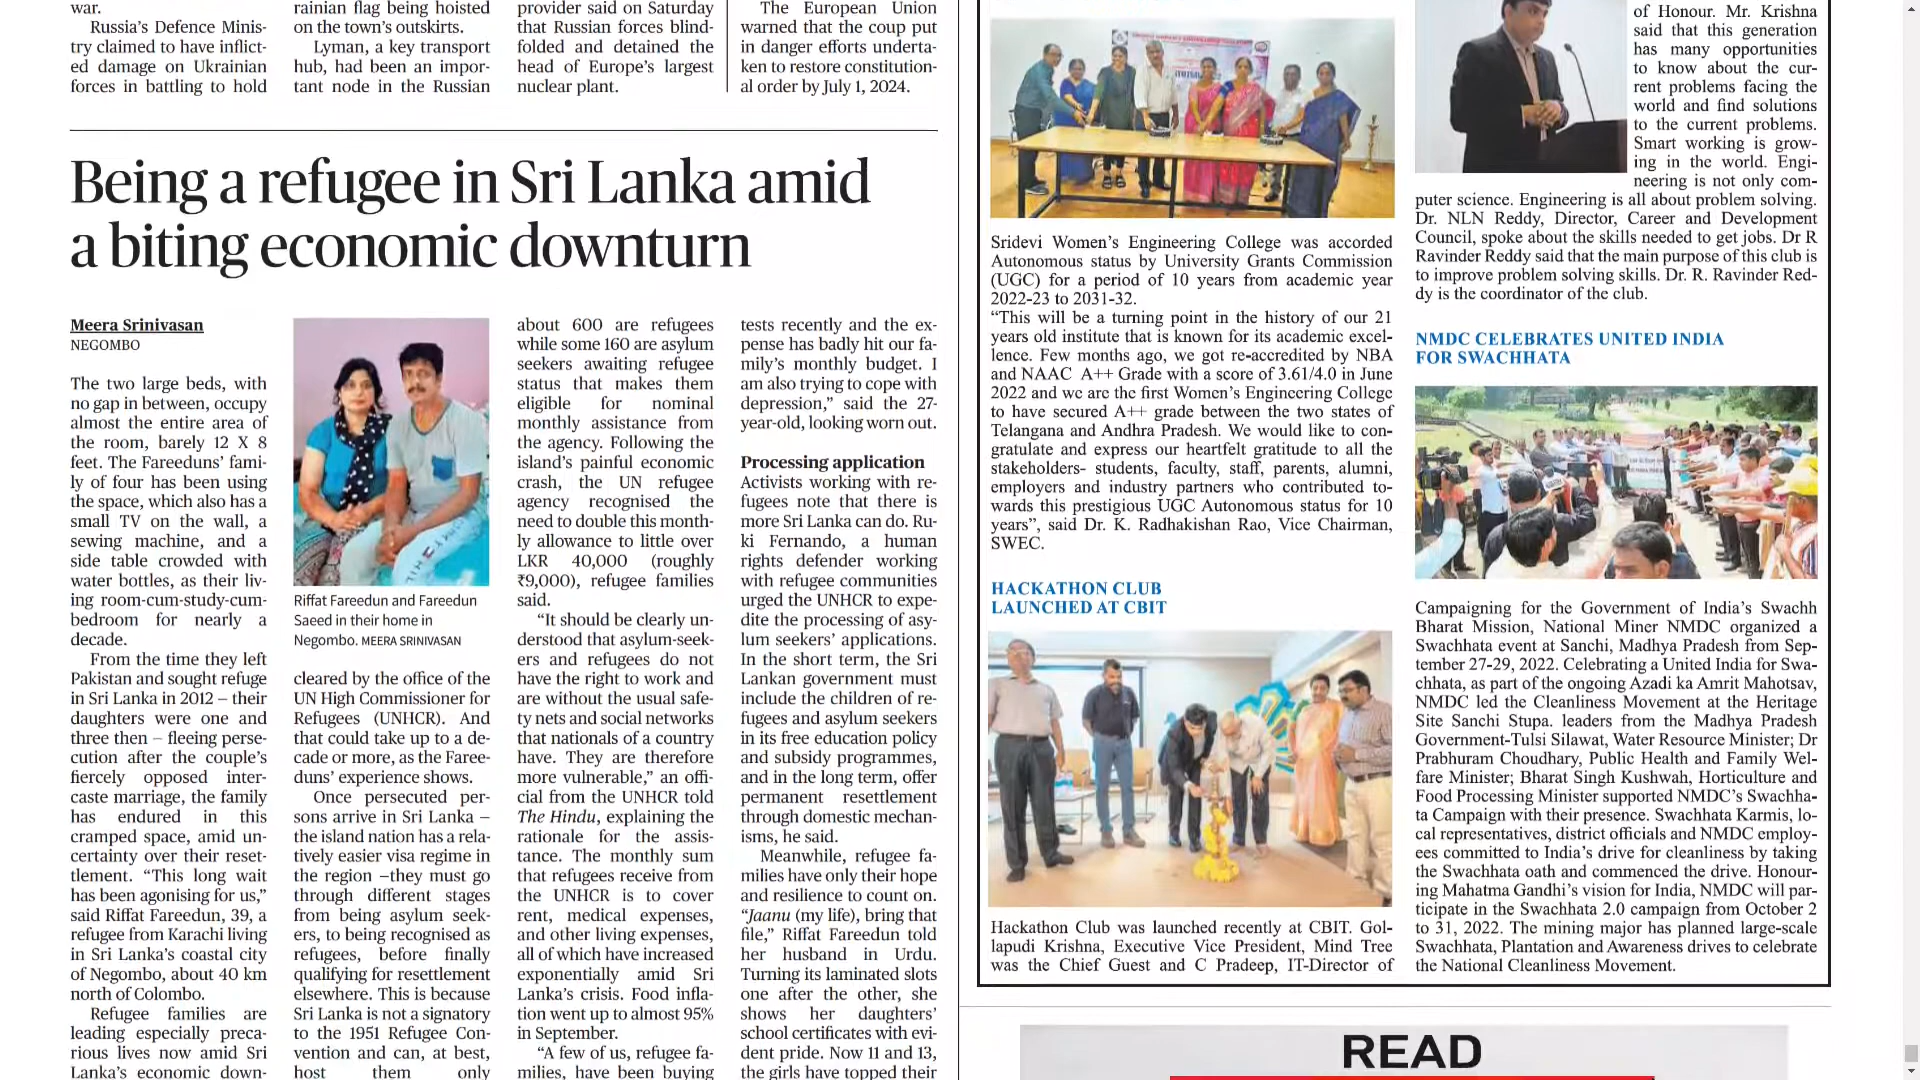 war.
Russia's Defence Minis-
try claimed to have inflict-
ed damage on Ukrainian
forces in battling to hold
rainian flag being hoisted
on the town's outskirts.
Lyman, a key transport
hub, had been an impor-
tant node in the Russian
provider said on Saturday
that Russian forces blind-
folded and detained the
head of Europe's largest
nuclear plant.
The European Union
warned that the coup put
in danger efforts underta-
ken to restore constitution-
al order by July 1, 2024.
Being a refugee in Sri Lanka amid
a biting economic downturn
Meera Srinivasan
NEGOMBO
The two large beds, with
no gap in between, occupy
almost the entire area of
the room, barely 12 X 8
feet. The Fareeduns' fami-
ly of four has been using
the space, which also has a
small TV on the wall, a
sewing machine, and a
side table crowded with
water bottles, as their liv-
ing room-cum-study-cum-
bedroom for nearly a
decade.
From the time they left
Pakistan and sought refuge
in Sri Lanka in 2012 – their
daughters were one and
three then – fleeing perse-
cution after the couple's
fiercely opposed inter-
caste marriage, the family
has endured in this
cramped space, amid un-
certainty over their reset-
tlement. “This long wait
has been agonising for us,”
said Riffat Fareedun, 39, a
refugee from Karachi living
in Sri Lanka's coastal city
of Negombo, about 40 km
north of Colombo.
Refugee families are
leading especially preca-
rious lives now amid Sri
Lanka's economic down-
Riffat Fareedun and Fareedun
Saeed in their home in
Negombo. MEERA SRINIVASAN
cleared by the office of the
UN High Commissioner for
Refugees (UNHCR). And
that could take up to a de-
cade or more, as the Faree-
duns' experience shows.
Once persecuted per-
sons arrive in Sri Lanka –
the island nation has a rela-
tively easier visa regime in
the region –they must go
through different stages
from being asylum seek-
ers, to being recognised as
refugees, before finally
qualifying for resettlement
elsewhere. This is because
Sri Lanka is not a signatory
to the 1951 Refugee Con-
vention and can, at best,
host them only
about 600 are refugees
while some 160 are asylum
seekers awaiting refugee
status that makes them
eligible for nominal
monthly assistance from
the agency. Following the
island's painful economic
crash, the UN refugee
agency recognised the
need to double this month-
ly allowance to little over
LKR 40,000 (roughly
₹9,000), refugee families
said.
“It should be clearly un-
derstood that asylum-seek-
ers and refugees do not
have the right to work and
are without the usual safe-
ty nets and social networks
that nationals of a country
have. They are therefore
more vulnerable,” an offi-
cial from the UNHCR told
The Hindu, explaining the
rationale for the assis-
tance. The monthly sum
that refugees receive from
the UNHCR is to cover
rent, medical expenses,
and other living expenses,
all of which have increased
exponentially amid Sri
Lanka's crisis. Food infla-
tion went up to almost 95%
in September.
“A few of us, refugee fa-
milies, have been buying
tests recently and the ex-
pense has badly hit our fa-
mily's monthly budget. I
am also trying to cope with
depression,” said the 27-
year-old, looking worn out.
Processing application
Activists working with re-
fugees note that there is
more Sri Lanka can do. Ru-
ki Fernando, a human
rights defender working
with refugee communities
urged the UNHCR to expe-
dite the processing of asy-
lum seekers' applications.
In the short term, the Sri
Lankan government must
include the children of re-
fugees and asylum seekers
in its free education policy
and subsidy programmes,
and in the long term, offer
permanent resettlement
through domestic mechan-
isms, he said.
Meanwhile, refugee fa-
milies have only their hope
and resilience to count on.
“Jaanu (my life), bring that
file,” Riffat Fareedun told
her husband in Urdu.
Turning its laminated slots
one after the other, she
shows her daughters'
school certificates with evi-
dent pride. Now 11 and 13,
the girls have topped their
Sridevi Women's Engineering College was accorded
Autonomous status by University Grants Commission
(UGC) for a period of 10 years from academic year
2022-23 to 2031-32.
“This will be a turning point in the history of our 21
years old institute that is known for its academic excel-
lence. Few months ago, we got re-accredited by NBA
and NAAC A++ Grade with a score of 3.61/4.0 in June
2022 and we are the first Women's Engineering College
to have secured A++ grade between the two states of
Telangana and Andhra Pradesh. We would like to con-
gratulate and express our heartfelt gratitude to all the
stakeholders- students, faculty, staff, parents, alumni,
employers and industry partners who contributed to-
wards this prestigious UGC Autonomous status for 10
years”, said Dr. K. Radhakishan Rao, Vice Chairman,
SWEC.
HACKATHON CLUB
LAUNCHED AT CBIT
Hackathon Club was launched recently at CBIT. Gol-
lapudi Krishna, Executive Vice President, Mind Tree
was the Chief Guest and C Pradeep, IT-Director of
of Honour. Mr. Krishna
said that this generation
has many opportunities
to know about the cur-
rent problems facing the
world and find solutions
to the current problems.
Smart working is grow-
ing in the world. Engi-
neering is not only com-
puter science. Engineering is all about problem solving.
Dr. NLN Reddy, Director, Career and Development
Council, spoke about the skills needed to get jobs. Dr R
Ravinder Reddy said that the main purpose of this club is
to improve problem solving skills. Dr. R. Ravinder Red-
dy is the coordinator of the club.
NMDC CELEBRATES UNITED INDIA
FOR SWACHHATA
Campaigning for the Government of India's Swachh
Bharat Mission, National Miner NMDC organized a
Swachhata event at Sanchi, Madhya Pradesh from Sep-
tember 27-29, 2022. Celebrating a United India for Swa-
chhata, as part of the ongoing Azadi ka Amrit Mahotsav,
NMDC led the Cleanliness Movement at the Heritage
Site Sanchi Stupa. leaders from the Madhya Pradesh
Government-Tulsi Silawat, Water Resource Minister; Dr
Prabhuram Choudhary, Public Health and Family Wel-
fare Minister; Bharat Singh Kushwah, Horticulture and
Food Processing Minister supported NMDC's Swachha-
ta Campaign with their presence. Swachhata Karmis, lo-
cal representatives, district officials and NMDC employ-
ees committed to India's drive for cleanliness by taking
the Swachhata oath and commenced the drive. Honour-
ing Mahatma Gandhi's vision for India, NMDC will par-
ticipate in the Swachhata 2.0 campaign from October 2
to 31, 2022. The mining major has planned large-scale
Swachhata, Plantation and Awareness drives to celebrate
the National Cleanliness Movement.
READ